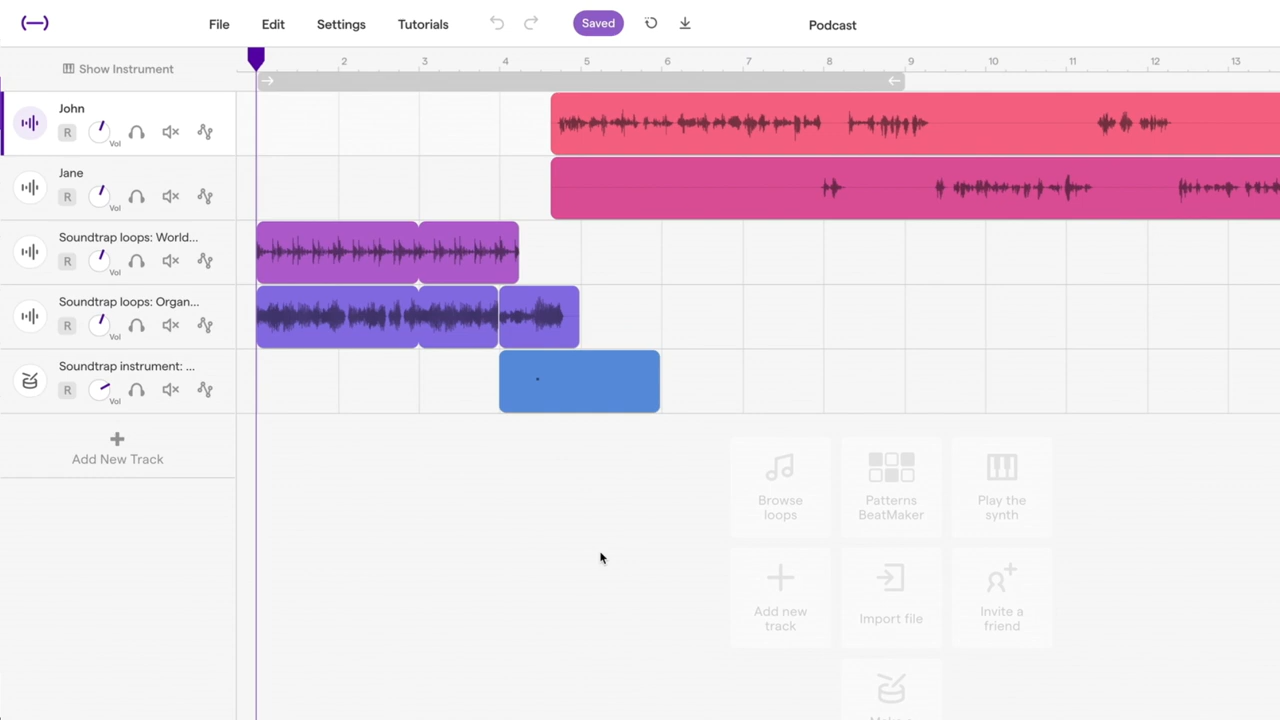 File Edit Settings Tutorials Saved Podcast
Show Instrument
2 3 4 5 6 7 8 9 10 11 12 13
John
R Vol
Jane
R Vol
Soundtrap loops: World...
R Vol
Soundtrap loops: Organ...
R Vol
Soundtrap instrument: ...
R Vol
Add New Track
Browse
loops
Patterns
BeatMaker
Play the
synth
Add new
track
Import file
Invite a
friend